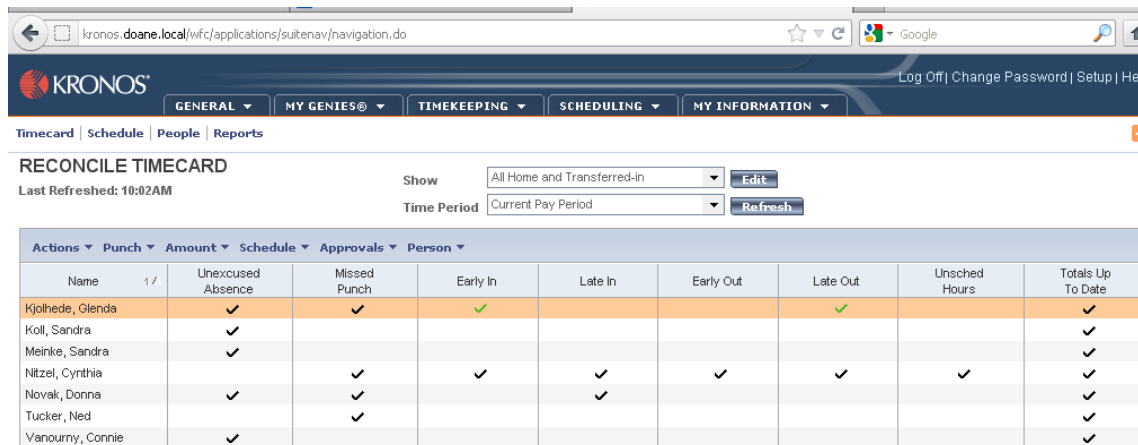 kronos.doane.local/wfc/applications/suitenav/navigation.do Google
KRONOS® Log Off| Change Password| Setup| He
GENERAL MY GENIES® TIMEKEEPING SCHEDULING MY INFORMATION
Timecard | Schedule | People | Reports
RECONCILE TIMECARD
Last Refreshed: 10:02AM
Show All Home and Transferred-in Edit
Time Period Current Pay Period Refresh
Actions Punch Amount Schedule Approvals Person
Name 1 Unexcused Absence Missed Punch Early In Late In Early Out Late Out Unsched Hours Totals Up To Date
Kjolhede, Glenda ✓ ✓ ✓ ✓ ✓
Koll, Sandra ✓ ✓
Meinke, Sandra ✓ ✓
Nitzel, Cynthia ✓ ✓ ✓ ✓ ✓ ✓ ✓
Novak, Donna ✓ ✓ ✓ ✓
Tucker, Ned ✓ ✓
Vanourny, Connie ✓ ✓